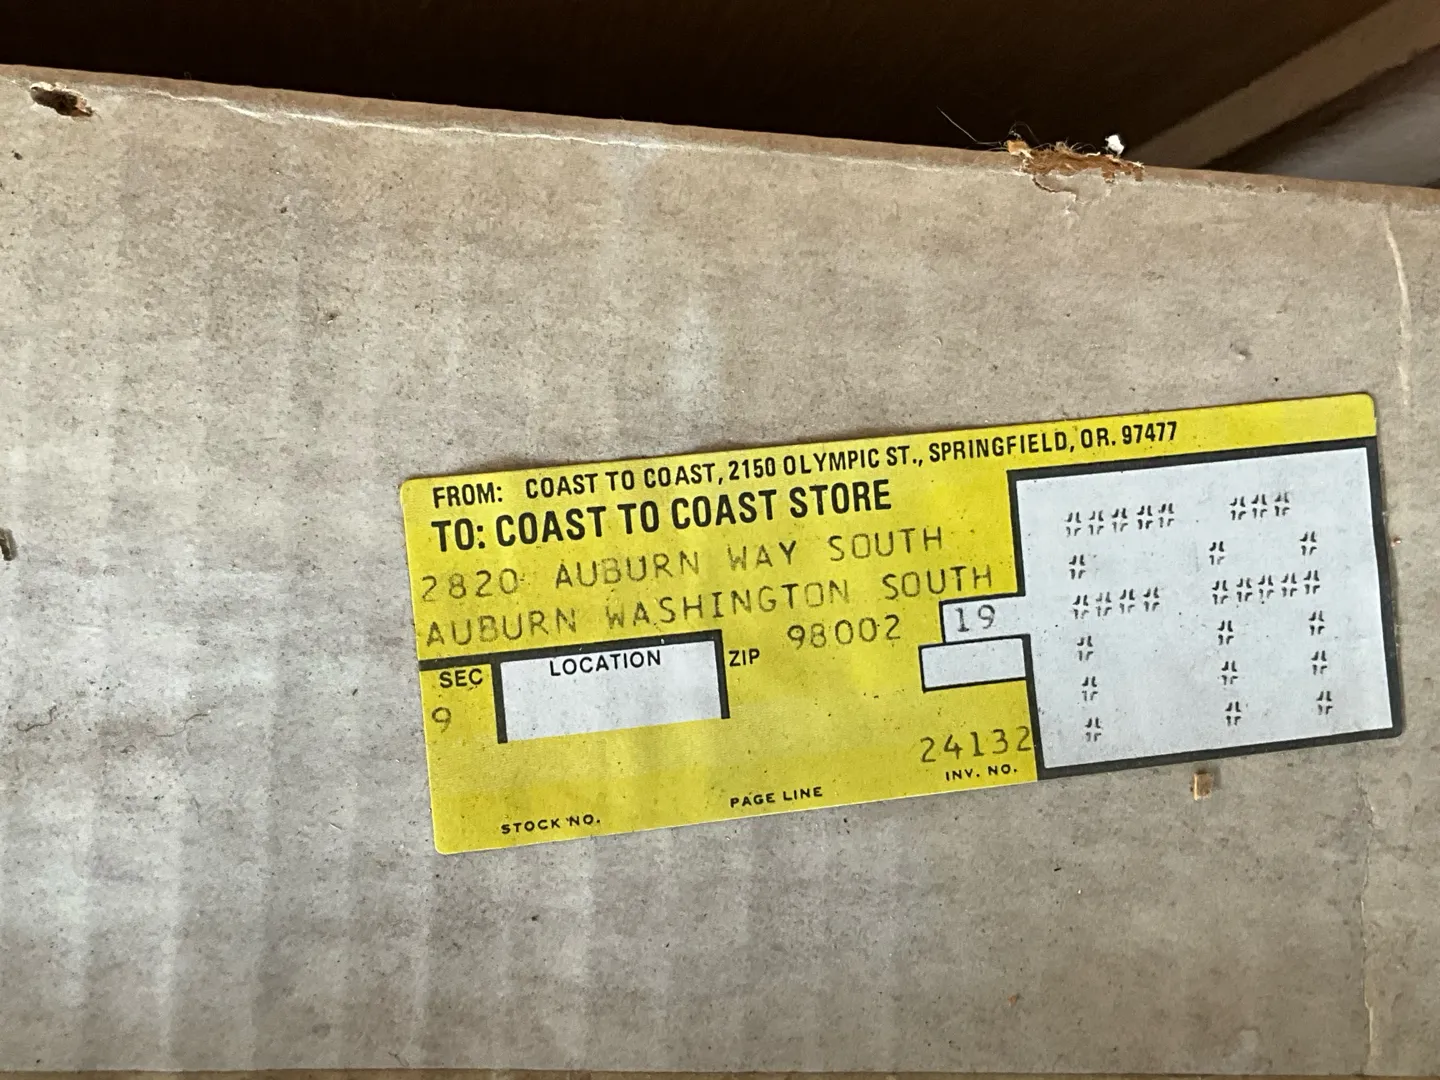 FROM: COAST TO COAST, 2150 OLYMPIC ST., SPRINGFIELD, OR. 97477
TO: COAST TO COAST STORE
2820 AUBURN WAY SOUTH
AUBURN WASHINGTON SOUTH
98002 19
SEC LOCATION ZIP
9
24132
INV. NO.
STOCK NO. PAGE LINE
FA